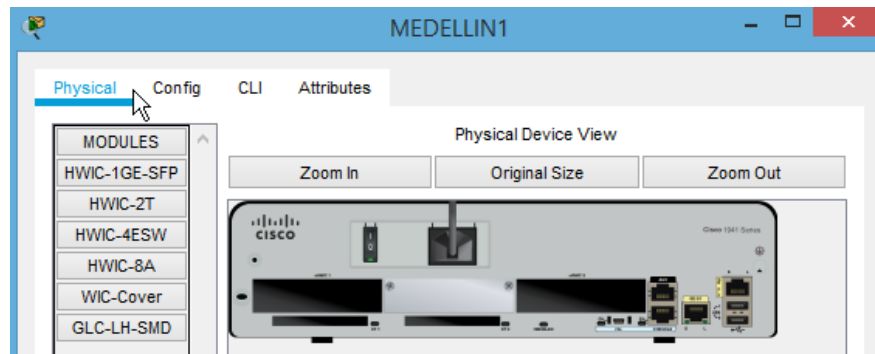 MEDELLIN1
Physical Config CLI Attributes
MODULES
HWIC-1GE-SFP
HWIC-2T
HWIC-4ESW
HWIC-8A
WIC-Cover
GLC-LH-SMD
Physical Device View
Zoom In Original Size Zoom Out
CISCO
Cisco 1941 Series